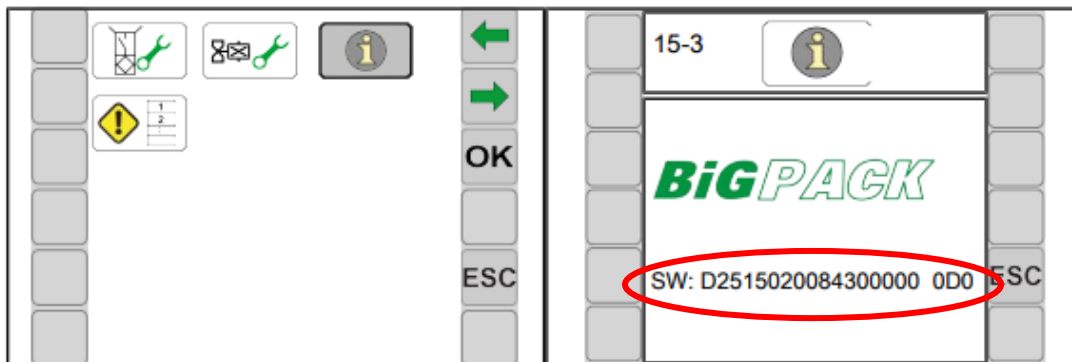 1
2
OK
ESC
15-3
BiGPACK
SW: D2515020084300000 0D0
ESC